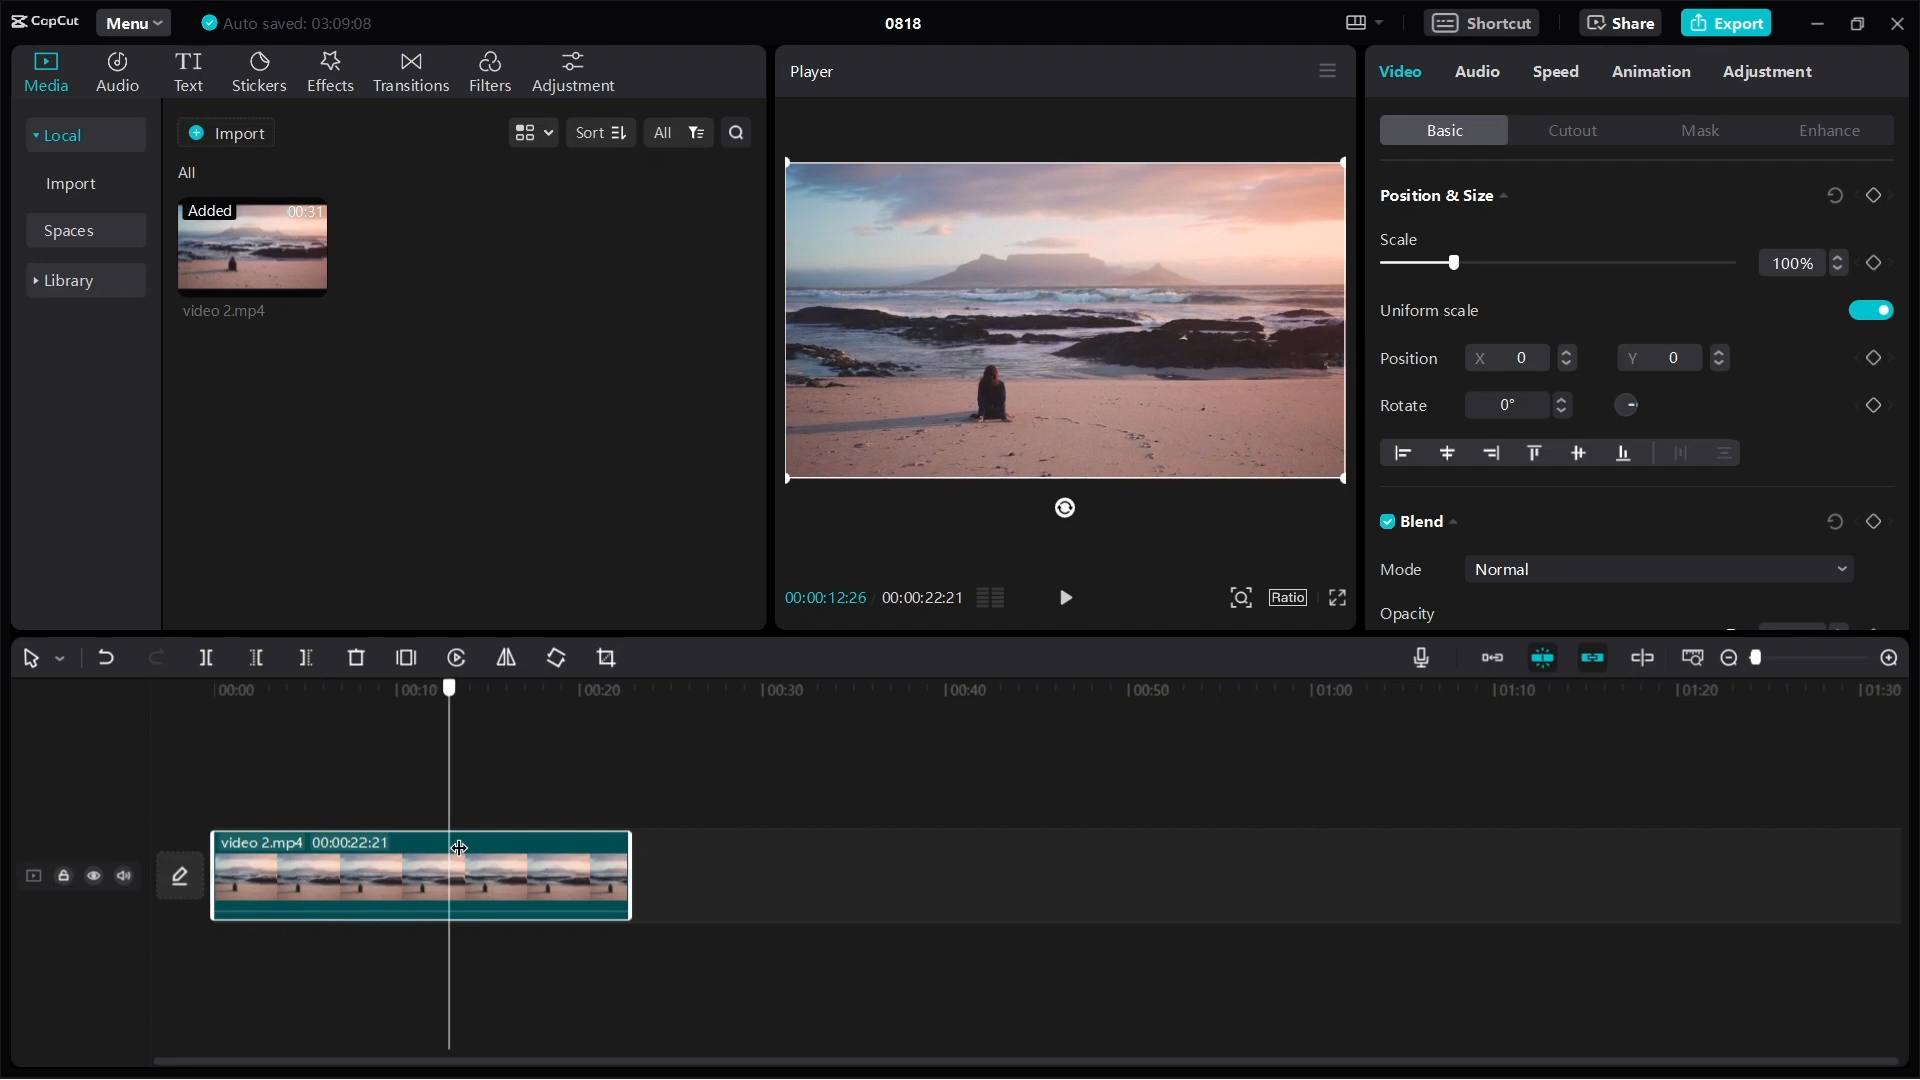 CapCut
Menu
Auto saved: 03:09:08
0818
Shortcut
Share
Export
Media
Audio
Text
Stickers
Effects
Transitions
Filters
Adjustment
Local
Import
Spaces
Library
Import
Sort
All
All
Added
00:31
video 2.mp4
Player
00:00:12:26
00:00:22:21
Ratio
Video
Audio
Speed
Animation
Adjustment
Basic
Cutout
Mask
Enhance
Position & Size
Scale
100%
Uniform scale
Position
X 0
Y 0
Rotate
0°
Blend
Mode
Normal
Opacity
00:00
00:10
00:20
00:30
00:40
00:50
01:00
01:10
01:20
01:30
video 2.mp4 00:00:22:21